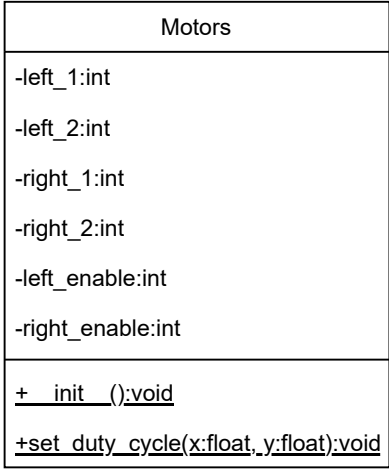 Motors
-left_1:int
-left_2:int
-right_1:int
-right_2:int
-left_enable:int
-right_enable:int
+__init__():void
+set_duty_cycle(x:float, y:float):void